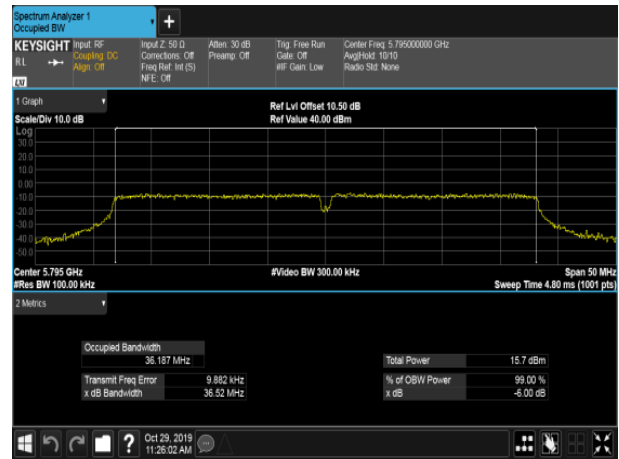 Spectrum Analyzer 1
Occupied BW
+
KEYSIGHT
RL
LXI
Input: RF
Coupling: DC
Align: Off
Input Z: 50 Ω
Corrections: Off
Freq Ref: Int (S)
NFE: Off
Atten: 30 dB
Preamp: Off
Trig: Free Run
Gate: Off
#IF Gain: Low
Center Freq: 5.795000000 GHz
Avg|Hold: 10/10
Radio Std: None
1 Graph
Scale/Div 10.0 dB
Ref Lvl Offset 10.50 dB
Ref Value 40.00 dBm
Log
30.0
20.0
10.0
0.00
-10.0
-20.0
-30.0
-40.0
-50.0
Center 5.795 GHz
#Res BW 100.00 kHz
#Video BW 300.00 kHz
Span 50 MHz
Sweep Time 4.80 ms (1001 pts)
2 Metrics
Occupied Bandwidth
36.187 MHz
Transmit Freq Error 9.882 kHz
x dB Bandwidth 36.52 MHz
Total Power 15.7 dBm
% of OBW Power 99.00 %
x dB -6.00 dB
?
Oct 29, 2019
11:26:02 AM